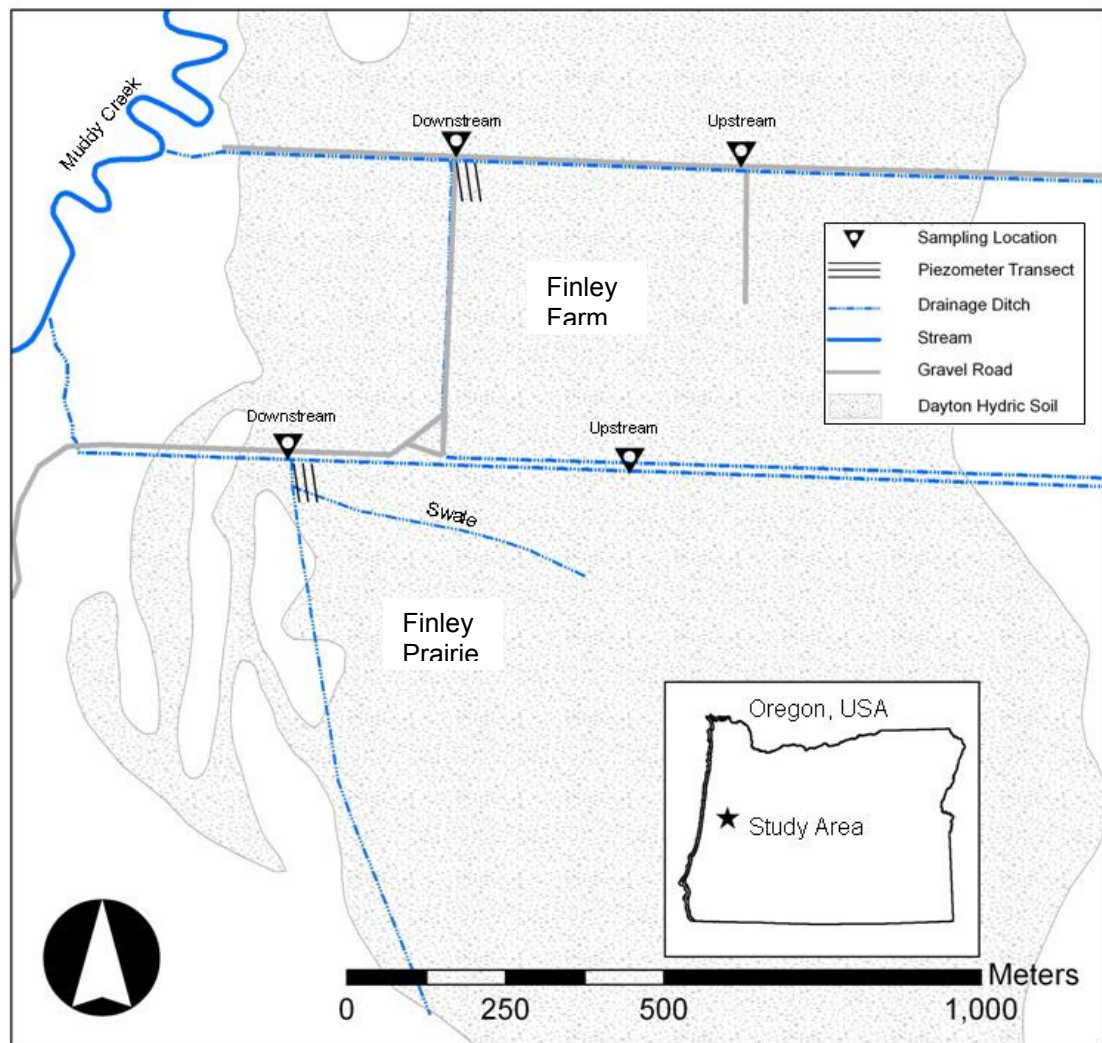 Muddy Creek
Downstream
Upstream
Sampling Location
Piezometer Transect
Drainage Ditch
Stream
Gravel Road
Dayton Hydric Soil
Finley
Farm
Downstream
Upstream
Swale
Finley
Prairie
Oregon, USA
Study Area
Meters
0 250 500 1,000